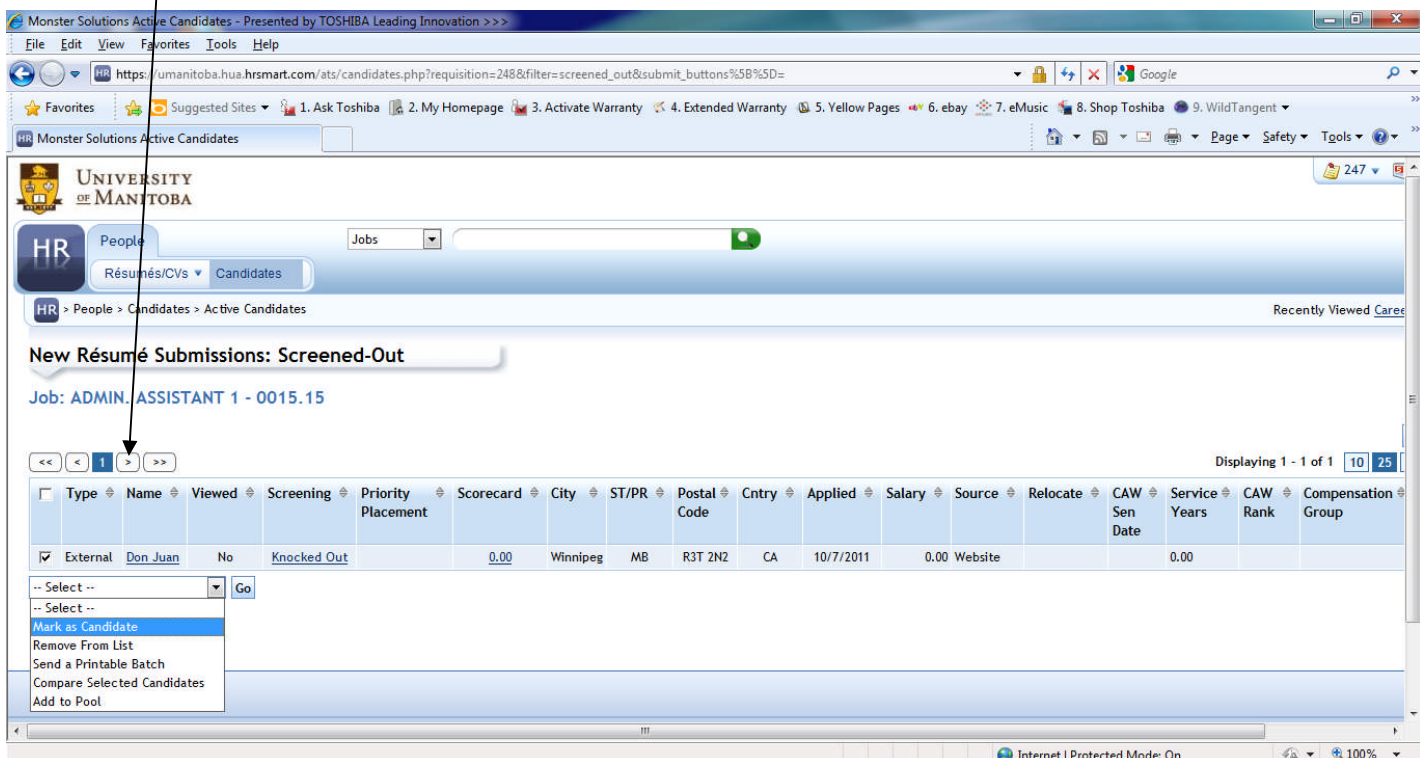 Monster Solutions Active Candidates - Presented by TOSHIBA Leading Innovation >>>
File Edit View Favorites Tools Help
HR https://umanitoba.hua.hrsmart.com/ats/candidates.php?requisition=248&filter=screened_out&submit_buttons%5B%5D= Google
Favorites Suggested Sites 1. Ask Toshiba 2. My Homepage 3. Activate Warranty 4. Extended Warranty 5. Yellow Pages 6. ebay 7. eMusic 8. Shop Toshiba 9. WildTangent
HR Monster Solutions Active Candidates Page Safety Tools
UNIVERSITY
OF MANITOBA
247
HR People Jobs
Résumés/CVs Candidates
HR > People > Candidates > Active Candidates Recently Viewed Caree
New Résumé Submissions: Screened-Out
Job: ADMIN. ASSISTANT 1 - 0015.15
<< < 1 > >> Displaying 1 - 1 of 1 10 25
Type Name Viewed Screening Priority Placement Scorecard City ST/PR Postal Code Cntry Applied Salary Source Relocate CAW Sen Date Service Years CAW Rank Compensation Group
External Don Juan No Knocked Out 0.00 Winnipeg MB R3T 2N2 CA 10/7/2011 0.00 Website 0.00
-- Select -- Go
-- Select --
Mark as Candidate
Remove From List
Send a Printable Batch
Compare Selected Candidates
Add to Pool
Internet | Protected Mode: On 100%